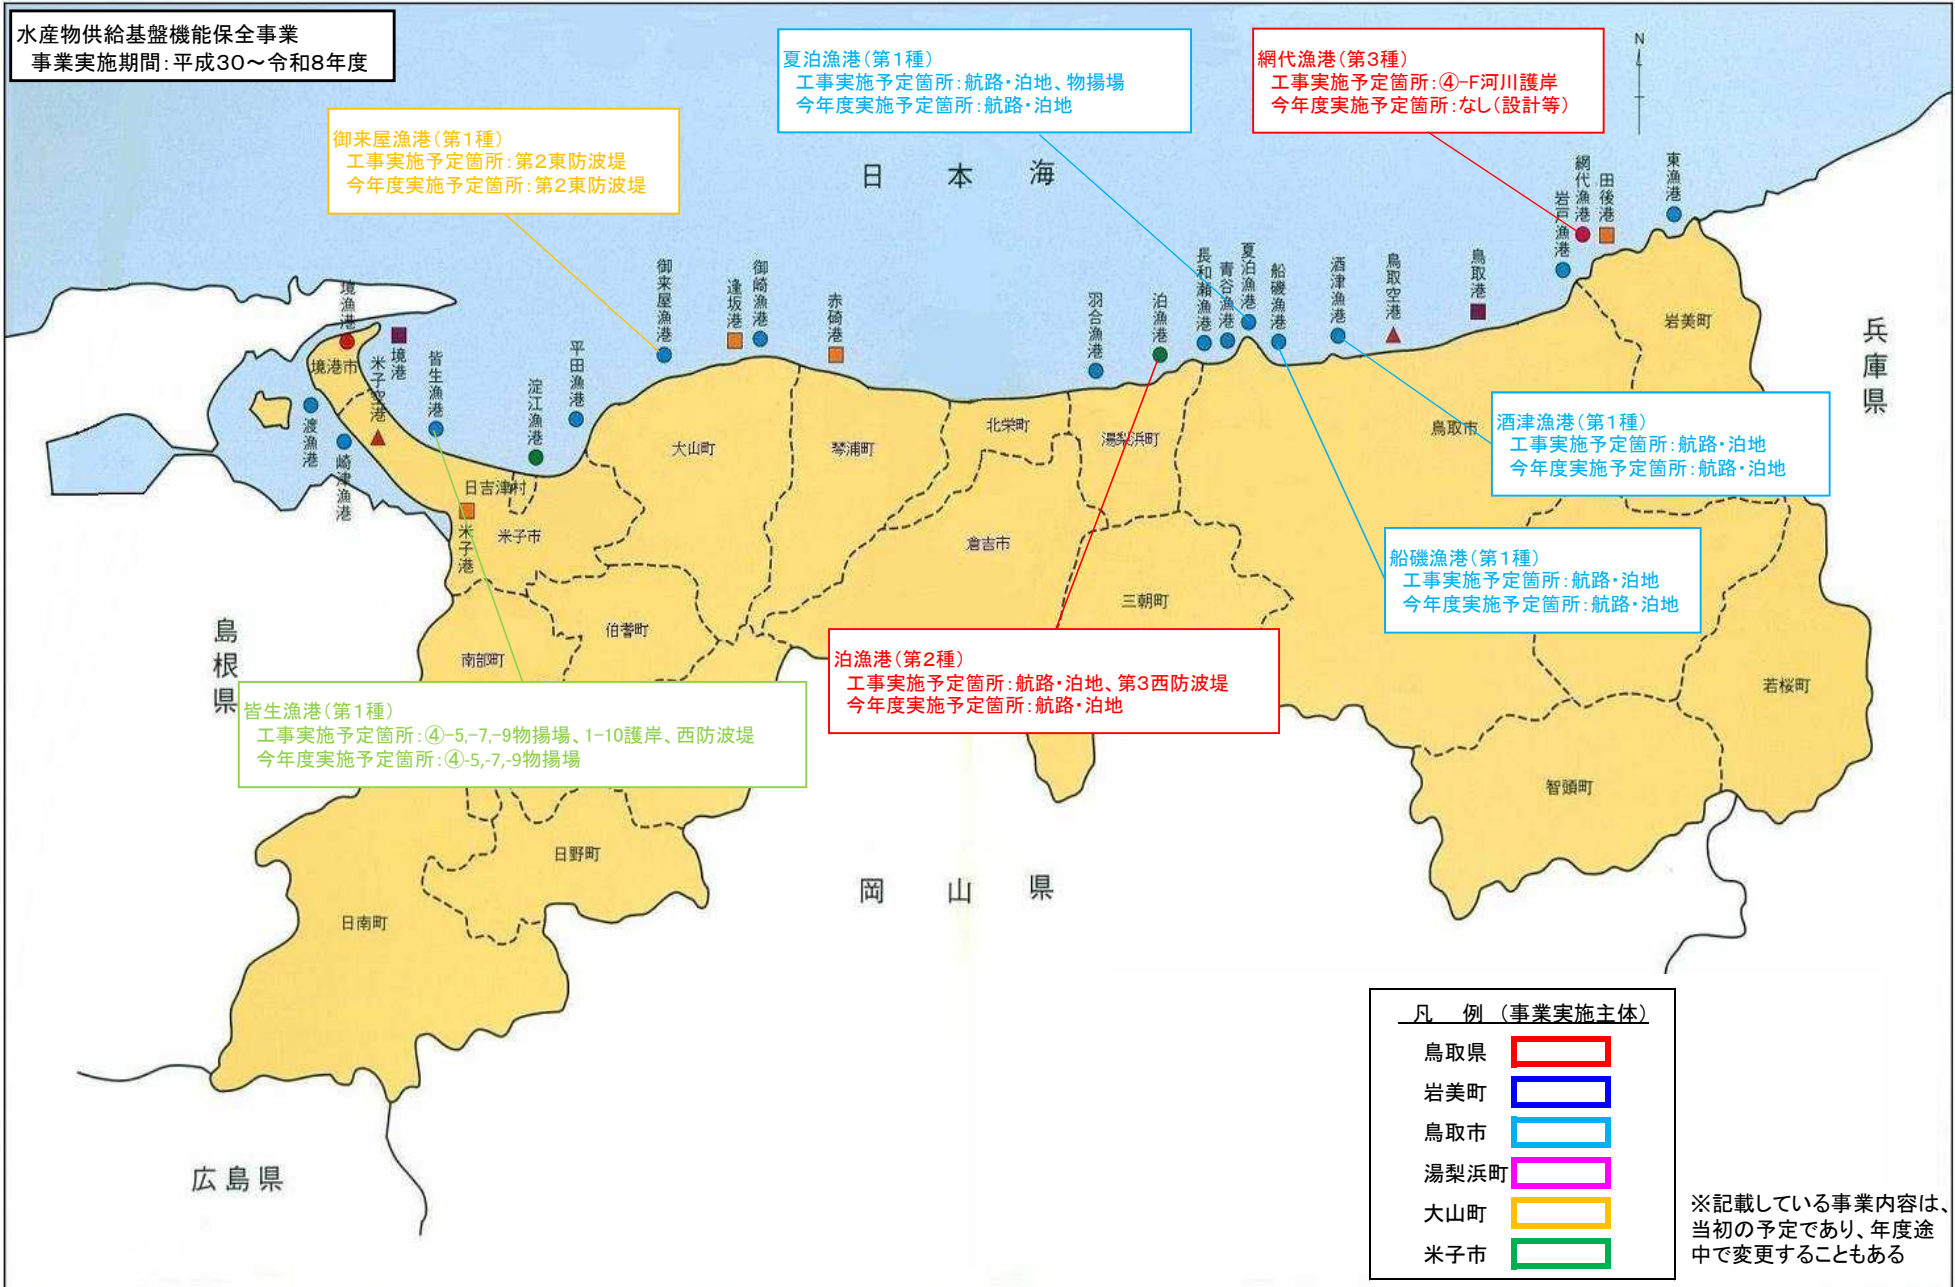 水産物供給基盤機能保全事業
事業実施期間：平成30～令和8年度
夏泊漁港（第1種）
工事実施予定箇所：航路・泊地、物揚場
今年度実施予定箇所：航路・泊地
網代漁港（第3種）
工事実施予定箇所：④-F河川護岸
今年度実施予定箇所：なし（設計等）
N
御来屋漁港（第1種）
工事実施予定箇所：第2東防波堤
今年度実施予定箇所：第2東防波堤
日本海
境漁港
境港
米子空港
皆生漁港
渡漁港
崎津漁港
淀江漁港
平田漁港
御来屋漁港
逢坂港
御崎漁港
赤碕港
羽合漁港
泊漁港
長和瀬漁港
青谷漁港
夏泊漁港
船磯漁港
酒津漁港
鳥取空港
鳥取港
岩戸漁港
網代漁港
田後港
東漁港
米子港
境港市
日吉津村
米子市
大山町
琴浦町
北栄町
湯梨浜町
鳥取市
岩美町
兵庫県
倉吉市
三朝町
伯耆町
南部町
島根県
若桜町
智頭町
日野町
日南町
岡山県
広島県
酒津漁港（第1種）
工事実施予定箇所：航路・泊地
今年度実施予定箇所：航路・泊地
船磯漁港（第1種）
工事実施予定箇所：航路・泊地
今年度実施予定箇所：航路・泊地
泊漁港（第2種）
工事実施予定箇所：航路・泊地、第3西防波堤
今年度実施予定箇所：航路・泊地
皆生漁港（第1種）
工事実施予定箇所：④-5,-7,-9物揚場、1-10護岸、西防波堤
今年度実施予定箇所：④-5,-7,-9物揚場
凡　例　（事業実施主体）
鳥取県
岩美町
鳥取市
湯梨浜町
大山町
米子市
※記載している事業内容は、
当初の予定であり、年度途
中で変更することもある